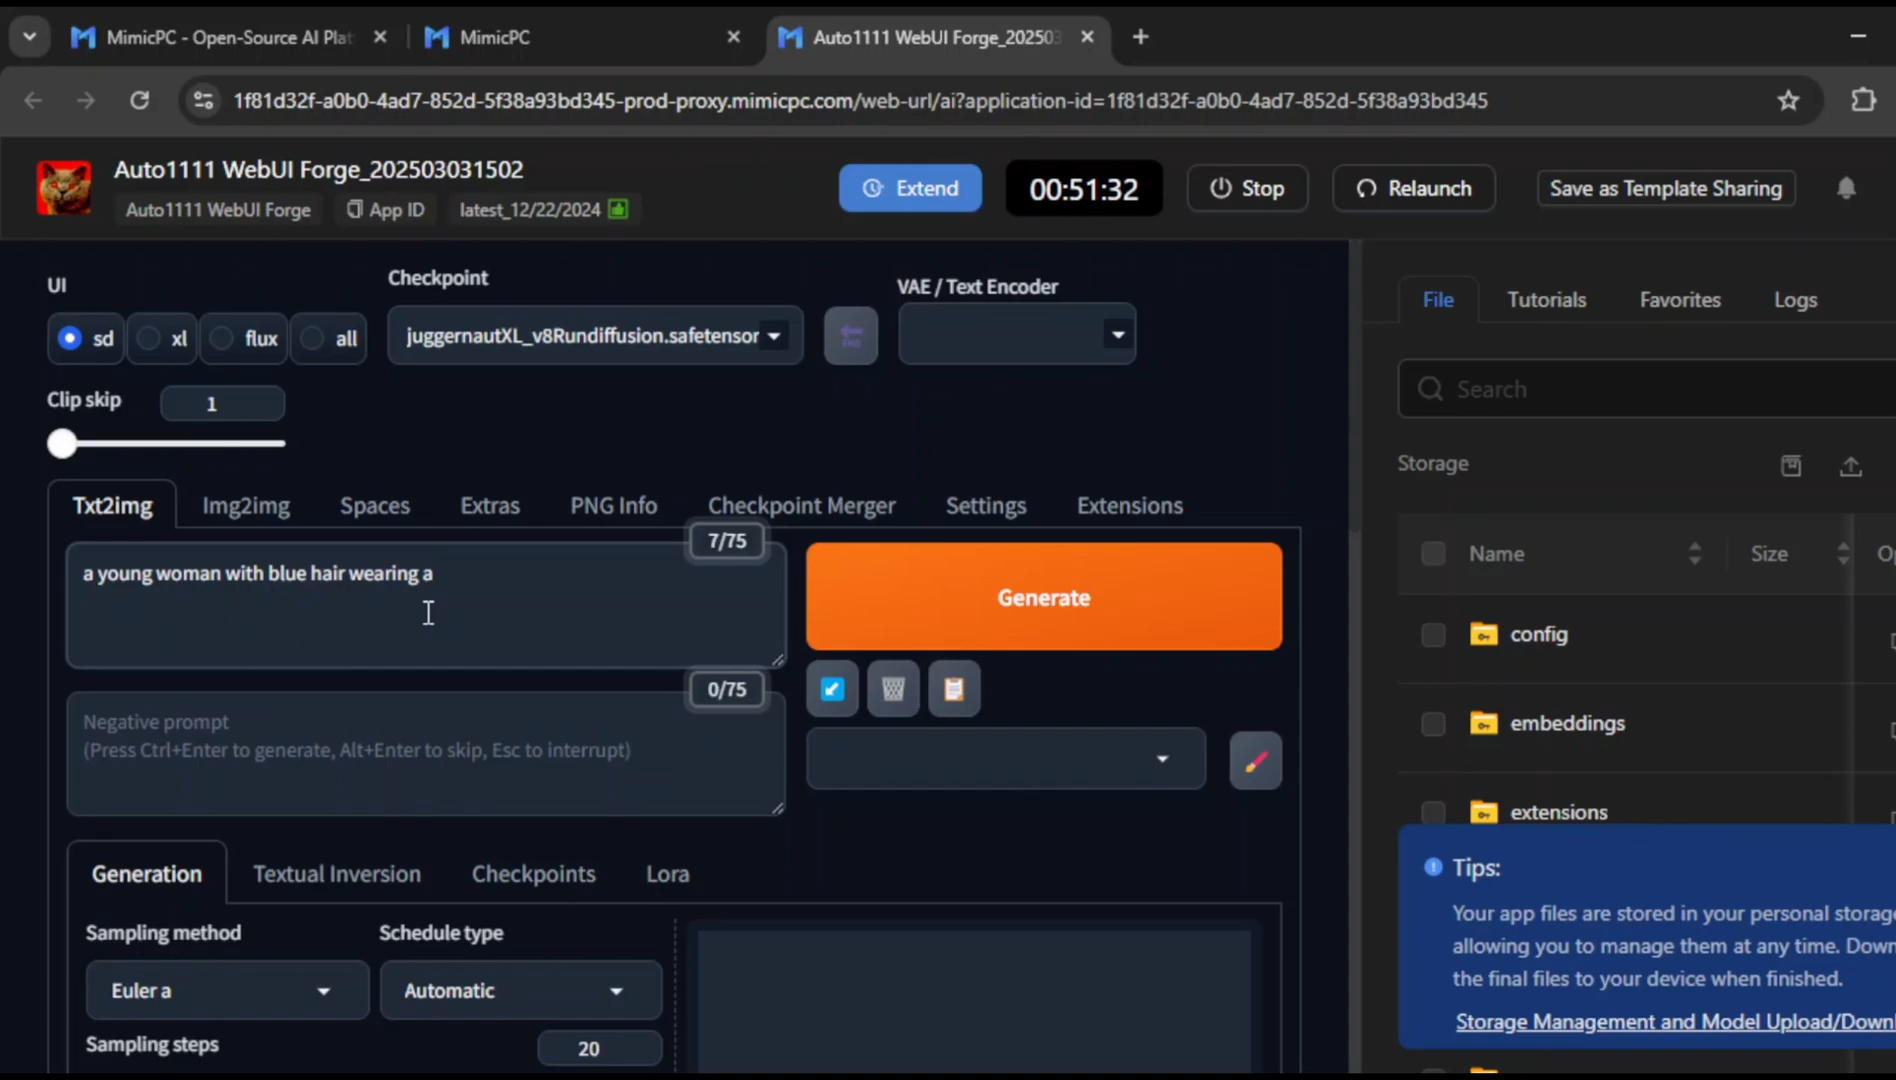 MimicPC - Open-Source AI Plat
MimicPC
Auto1111 WebUI Forge_202503
1f81d32f-a0b0-4ad7-852d-5f38a93bd345-prod-proxy.mimicpc.com/web-url/ai?application-id=1f81d32f-a0b0-4ad7-852d-5f38a93bd345
Auto1111 WebUI Forge_202503031502
Auto1111 WebUI Forge
App ID
latest_12/22/2024
Extend
00:51:32
Stop
Relaunch
Save as Template Sharing
UI
sd
xl
flux
all
Checkpoint
juggernautXL_v8Rundiffusion.safetensor
VAE / Text Encoder
Clip skip
1
Txt2img
Img2img
Spaces
Extras
PNG Info
Checkpoint Merger
Settings
Extensions
7/75
a young woman with blue hair wearing a
Generate
0/75
Negative prompt
(Press Ctrl+Enter to generate, Alt+Enter to skip, Esc to interrupt)
Generation
Textual Inversion
Checkpoints
Lora
Sampling method
Schedule type
Euler a
Automatic
Sampling steps
20
File
Tutorials
Favorites
Logs
Search
Storage
Name
Size
Op
config
embeddings
extensions
Tips:
Your app files are stored in your personal storage
allowing you to manage them at any time. Down
the final files to your device when finished.
Storage Management and Model Upload/Down